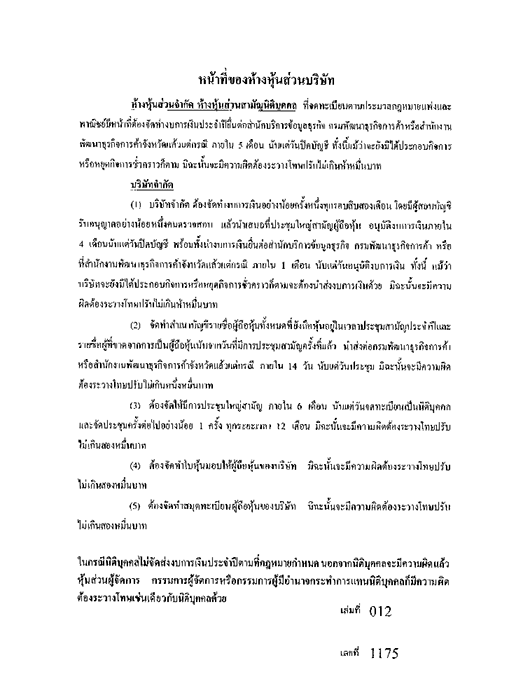 หน้าที่ของห้างหุ้นส่วนบริษัท
ห้างหุ้นส่วนจำกัด ห้างหุ้นส่วนสามัญนิติบุคคล ที่จดทะเบียนตามประมวลกฎหมายแพ่งและ
พาณิชย์มีหน้าที่ต้องจัดทำงบการเงินประจำปียื่นต่อสำนักบริการข้อมูลธุรกิจ กรมพัฒนาธุรกิจการค้าหรือสำนักงาน
พัฒนาธุรกิจการค้าจังหวัดแล้วแต่กรณี ภายใน 5 เดือน นับแต่วันปิดบัญชี ทั้งนี้แม้ว่าจะยังมิได้ประกอบกิจการ
หรือหยุดกิจการชั่วคราวก็ตาม มิฉะนั้นจะมีความผิดต้องระวางโทษปรับไม่เกินห้าหมื่นบาท
บริษัทจำกัด
(1) บริษัทจำกัด ต้องจัดทำงบการเงินอย่างน้อยครั้งหนึ่งทุกรอบสิบสองเดือน โดยมีผู้สอบบัญชี
รับอนุญาตอย่างน้อยหนึ่งคนตรวจสอบ แล้วนำเสนอที่ประชุมใหญ่สามัญผู้ถือหุ้น อนุมัติงบการเงินภายใน
4 เดือนนับแต่วันปิดบัญชี พร้อมทั้งนำงบการเงินยื่นต่อสำนักบริการข้อมูลธุรกิจ กรมพัฒนาธุรกิจการค้า หรือ
ที่สำนักงานพัฒนาธุรกิจการค้าจังหวัดแล้วแต่กรณี ภายใน 1 เดือน นับแต่วันอนุมัติงบการเงิน ทั้งนี้ แม้ว่า
บริษัทจะยังมิได้ประกอบกิจการหรือหยุดกิจการชั่วคราวก็ตามจะต้องนำส่งงบการเงินด้วย มิฉะนั้นจะมีความ
ผิดต้องระวางโทษปรับไม่เกินห้าหมื่นบาท
(2) จัดทำสำเนาบัญชีรายชื่อผู้ถือหุ้นทั้งหมดที่ยังถือหุ้นอยู่ในเวลาประชุมสามัญประจำปีและ
รายชื่อผู้ที่ขาดจากการเป็นผู้ถือหุ้นนับจากวันที่มีการประชุมสามัญครั้งที่แล้ว นำส่งต่อกรมพัฒนาธุรกิจการค้า
หรือสำนักงานพัฒนาธุรกิจการค้าจังหวัดแล้วแต่กรณี ภายใน 14 วัน นับแต่วันประชุม มิฉะนั้นจะมีความผิด
ต้องระวางโทษปรับไม่เกินหนึ่งหมื่นบาท
(3) ต้องจัดให้มีการประชุมใหญ่สามัญ ภายใน 6 เดือน นับแต่วันจดทะเบียนเป็นนิติบุคคล
และจัดประชุมครั้งต่อไปอย่างน้อย 1 ครั้ง ทุกระยะเวลา 12 เดือน มิฉะนั้นจะมีความผิดต้องระวางโทษปรับ
ไม่เกินสองหมื่นบาท
(4) ต้องจัดทำใบหุ้นมอบให้ผู้ถือหุ้นของบริษัท มิฉะนั้นจะมีความผิดต้องระวางโทษปรับ
ไม่เกินสองหมื่นบาท
(5) ต้องจัดทำสมุดทะเบียนผู้ถือหุ้นของบริษัท มิฉะนั้นจะมีความผิดต้องระวางโทษปรับ
ไม่เกินสองหมื่นบาท
ในกรณีนิติบุคคลไม่จัดส่งงบการเงินประจำปีตามที่กฎหมายกำหนด นอกจากนิติบุคคลจะมีความผิดแล้ว
หุ้นส่วนผู้จัดการ กรรมการผู้จัดการหรือกรรมการผู้มีอำนาจกระทำการแทนนิติบุคคลก็มีความผิด
ต้องระวางโทษเช่นเดียวกับนิติบุคคลด้วย
เล่มที่ 012
เลขที่ 1175